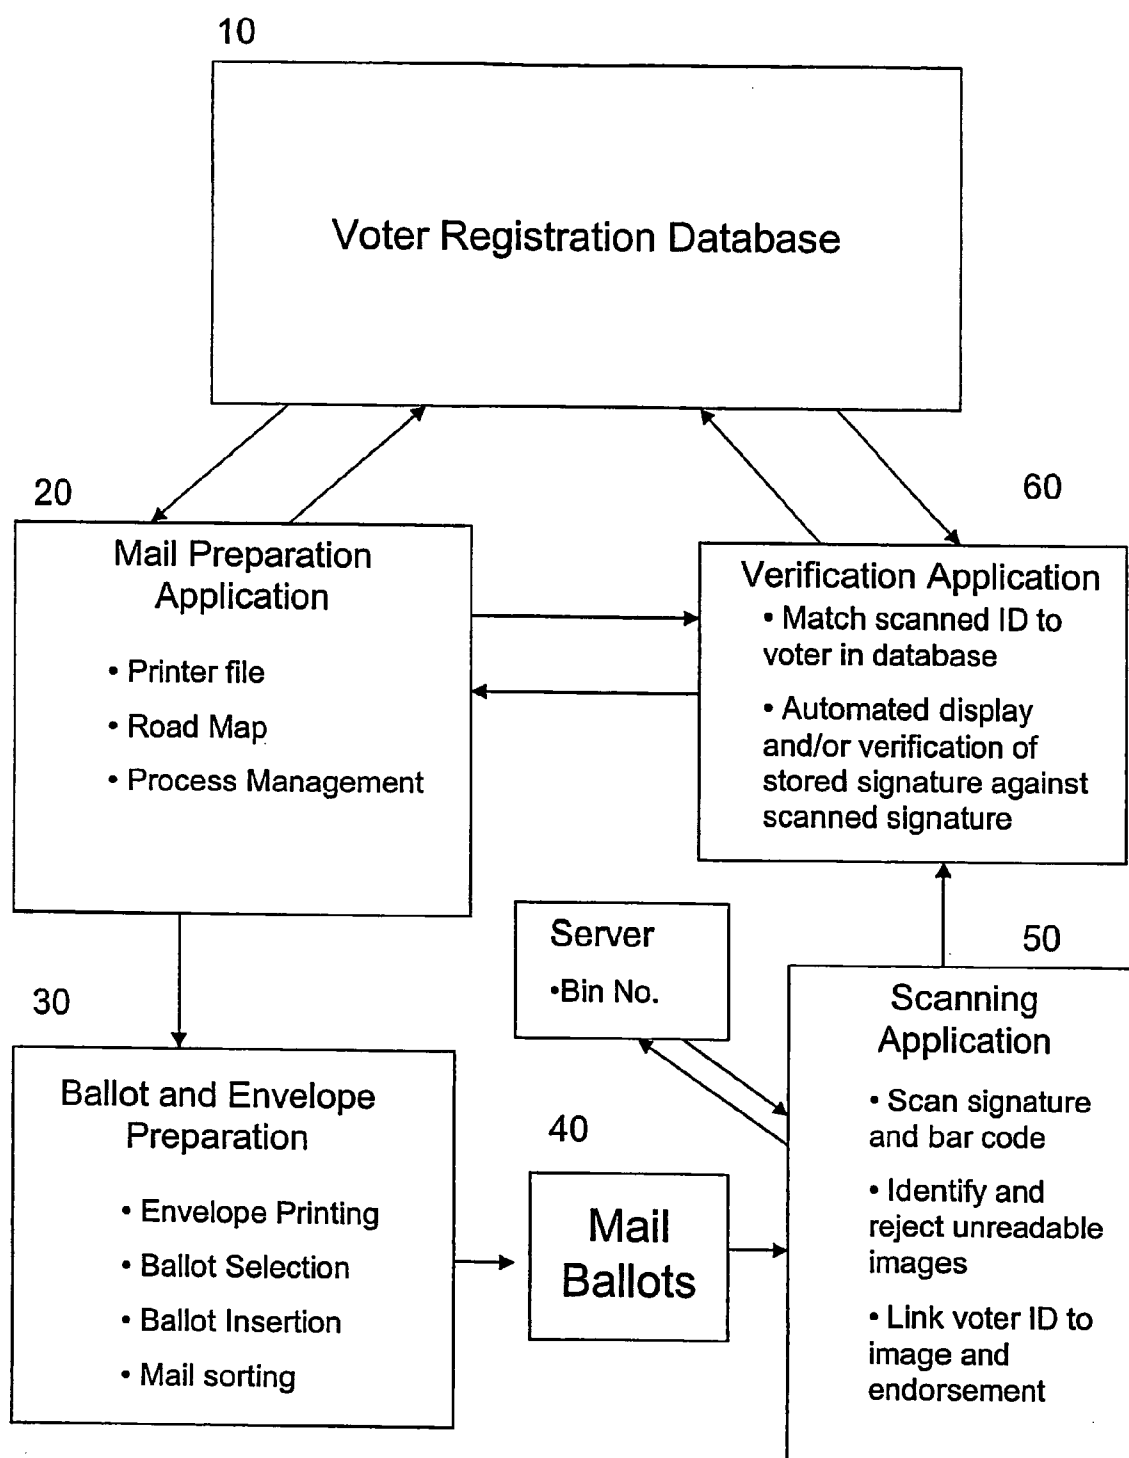 10
Voter Registration Database
20
Mail Preparation
Application
• Printer file
• Road Map
• Process Management
60
Verification Application
• Match scanned ID to
voter in database
• Automated display
and/or verification of
stored signature against
scanned signature
Server
•Bin No.
50
Scanning
Application
• Scan signature
and bar code
• Identify and
reject unreadable
images
• Link voter ID to
image and
endorsement
30
Ballot and Envelope
Preparation
• Envelope Printing
• Ballot Selection
• Ballot Insertion
• Mail sorting
40
Mail
Ballots